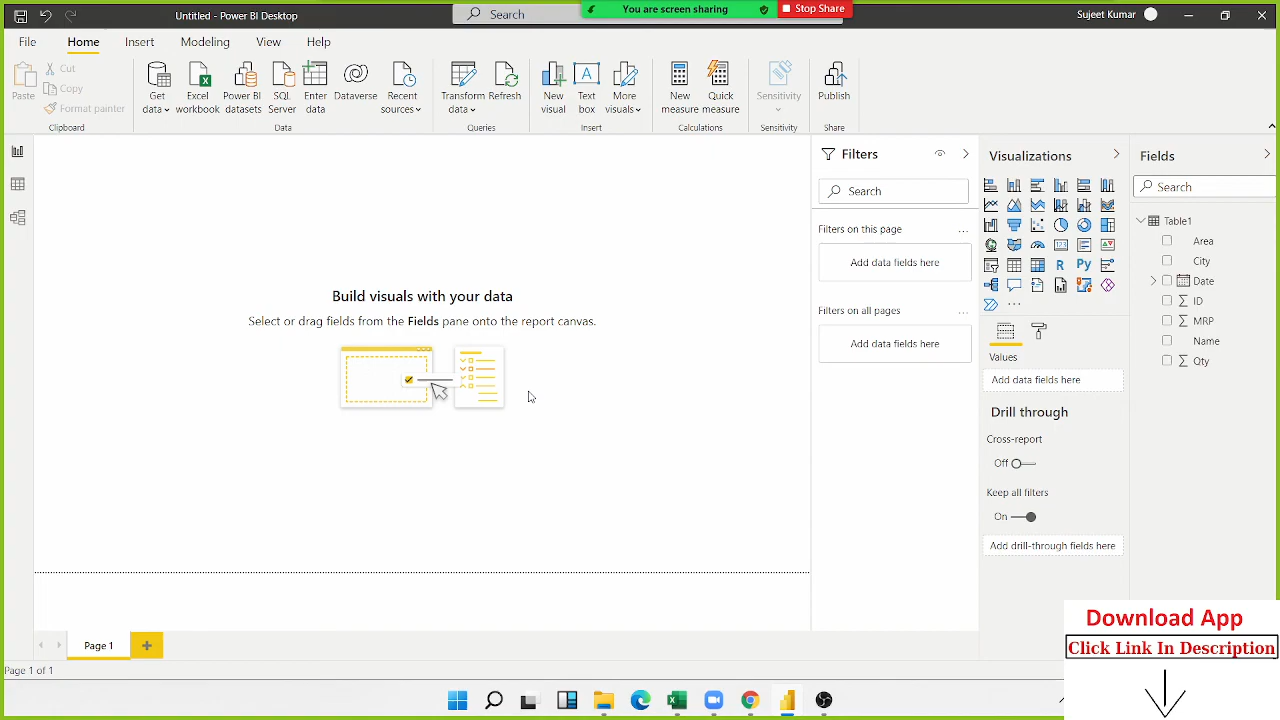 Untitled - Power BI Desktop
Search
You are screen sharing
Stop Share
Sujeet Kumar
File
Home
Insert
Modeling
View
Help
Paste
Cut
Copy
Format painter
Get data
Excel workbook
Power BI datasets
SQL Server
Enter data
Dataverse
Recent sources
Transform data
Refresh
New visual
Text box
More visuals
New measure
Quick measure
Sensitivity
Publish
Clipboard
Data
Queries
Insert
Calculations
Sensitivity
Share
Build visuals with your data
Select or drag fields from the Fields pane onto the report canvas.
Filters
Search
Filters on this page
...
Add data fields here
Filters on all pages
...
Add data fields here
Visualizations
R
Py
123
...
Values
Add data fields here
Drill through
Cross-report
Off
Keep all filters
On
Add drill-through fields here
Fields
Search
Table1
Area
City
Date
∑ ID
∑ MRP
Name
∑ Qty
Page 1
Page 1 of 1
Download App
Click Link In Description